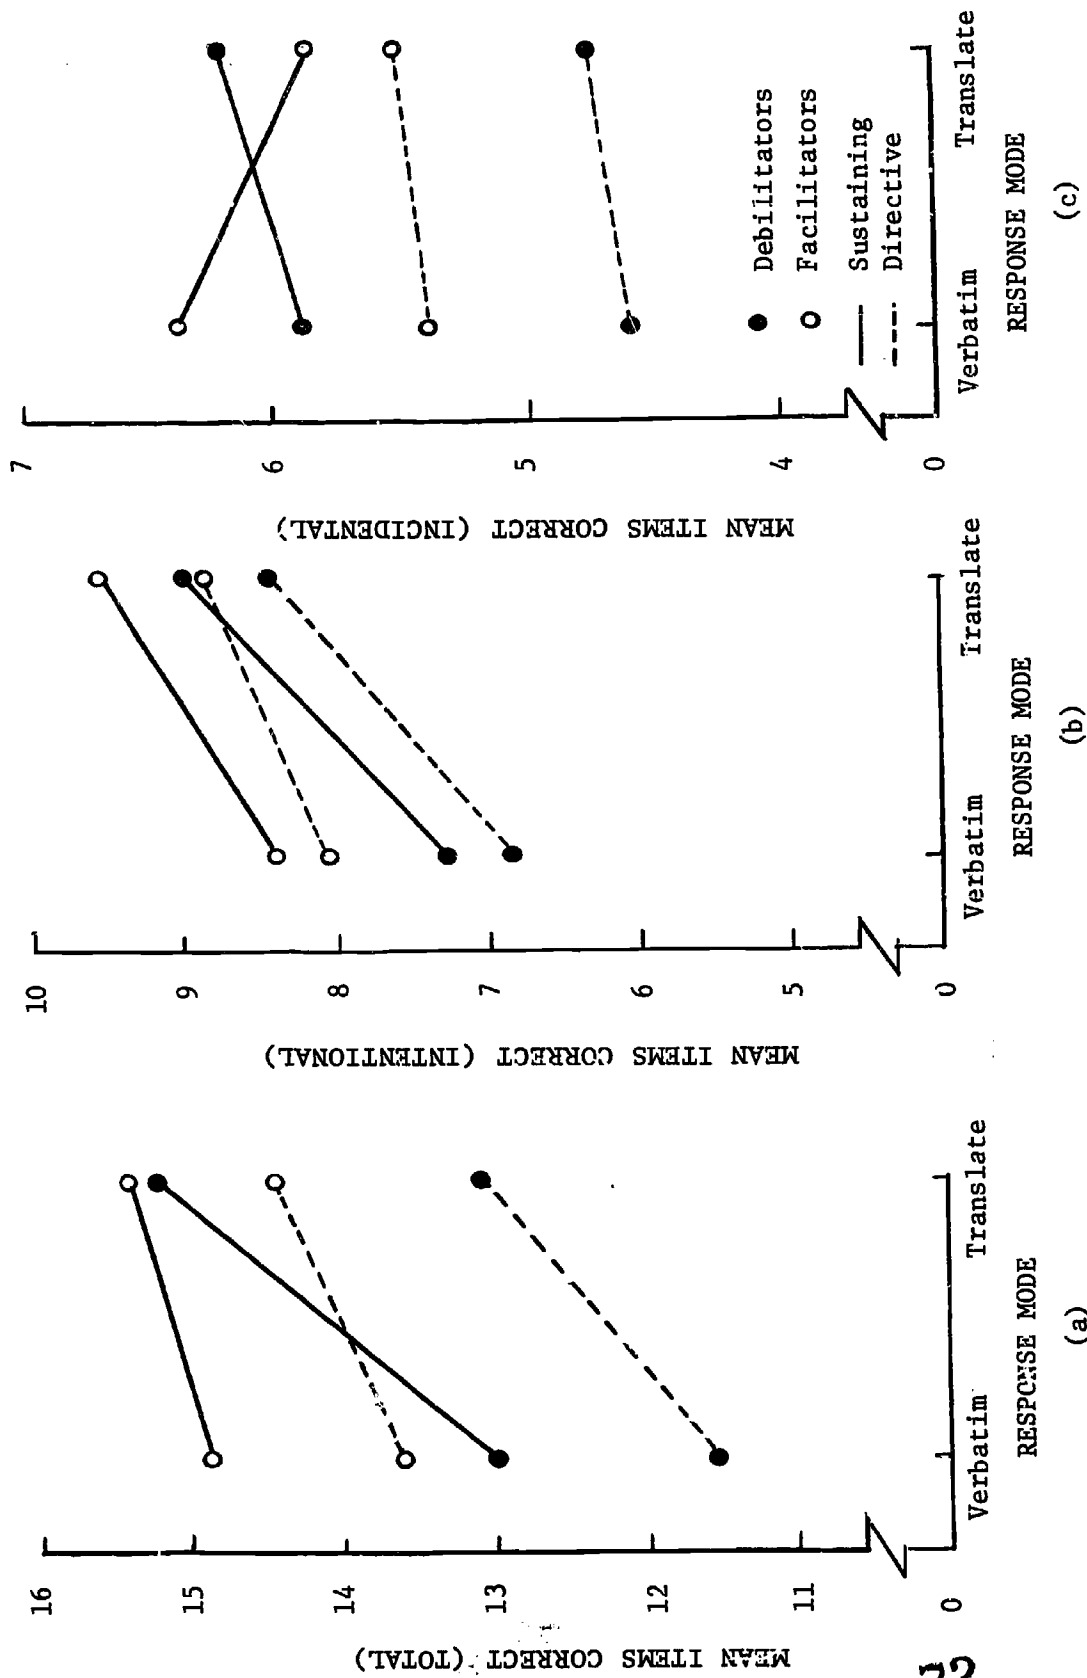 MEAN ITEMS CORRECT (TOTAL)
16
15
14
13
12
11
0
Verbatim
Translate
RESPONSE MODE
(a)
MEAN ITEMS CORRECT (INTENTIONAL)
10
9
8
7
6
5
0
Verbatim
Translate
RESPONSE MODE
(b)
MEAN ITEMS CORRECT (INCIDENTAL)
7
6
5
4
0
Debilitators
Facilitators
Sustaining
Directive
Verbatim
Translate
RESPONSE MODE
(c)